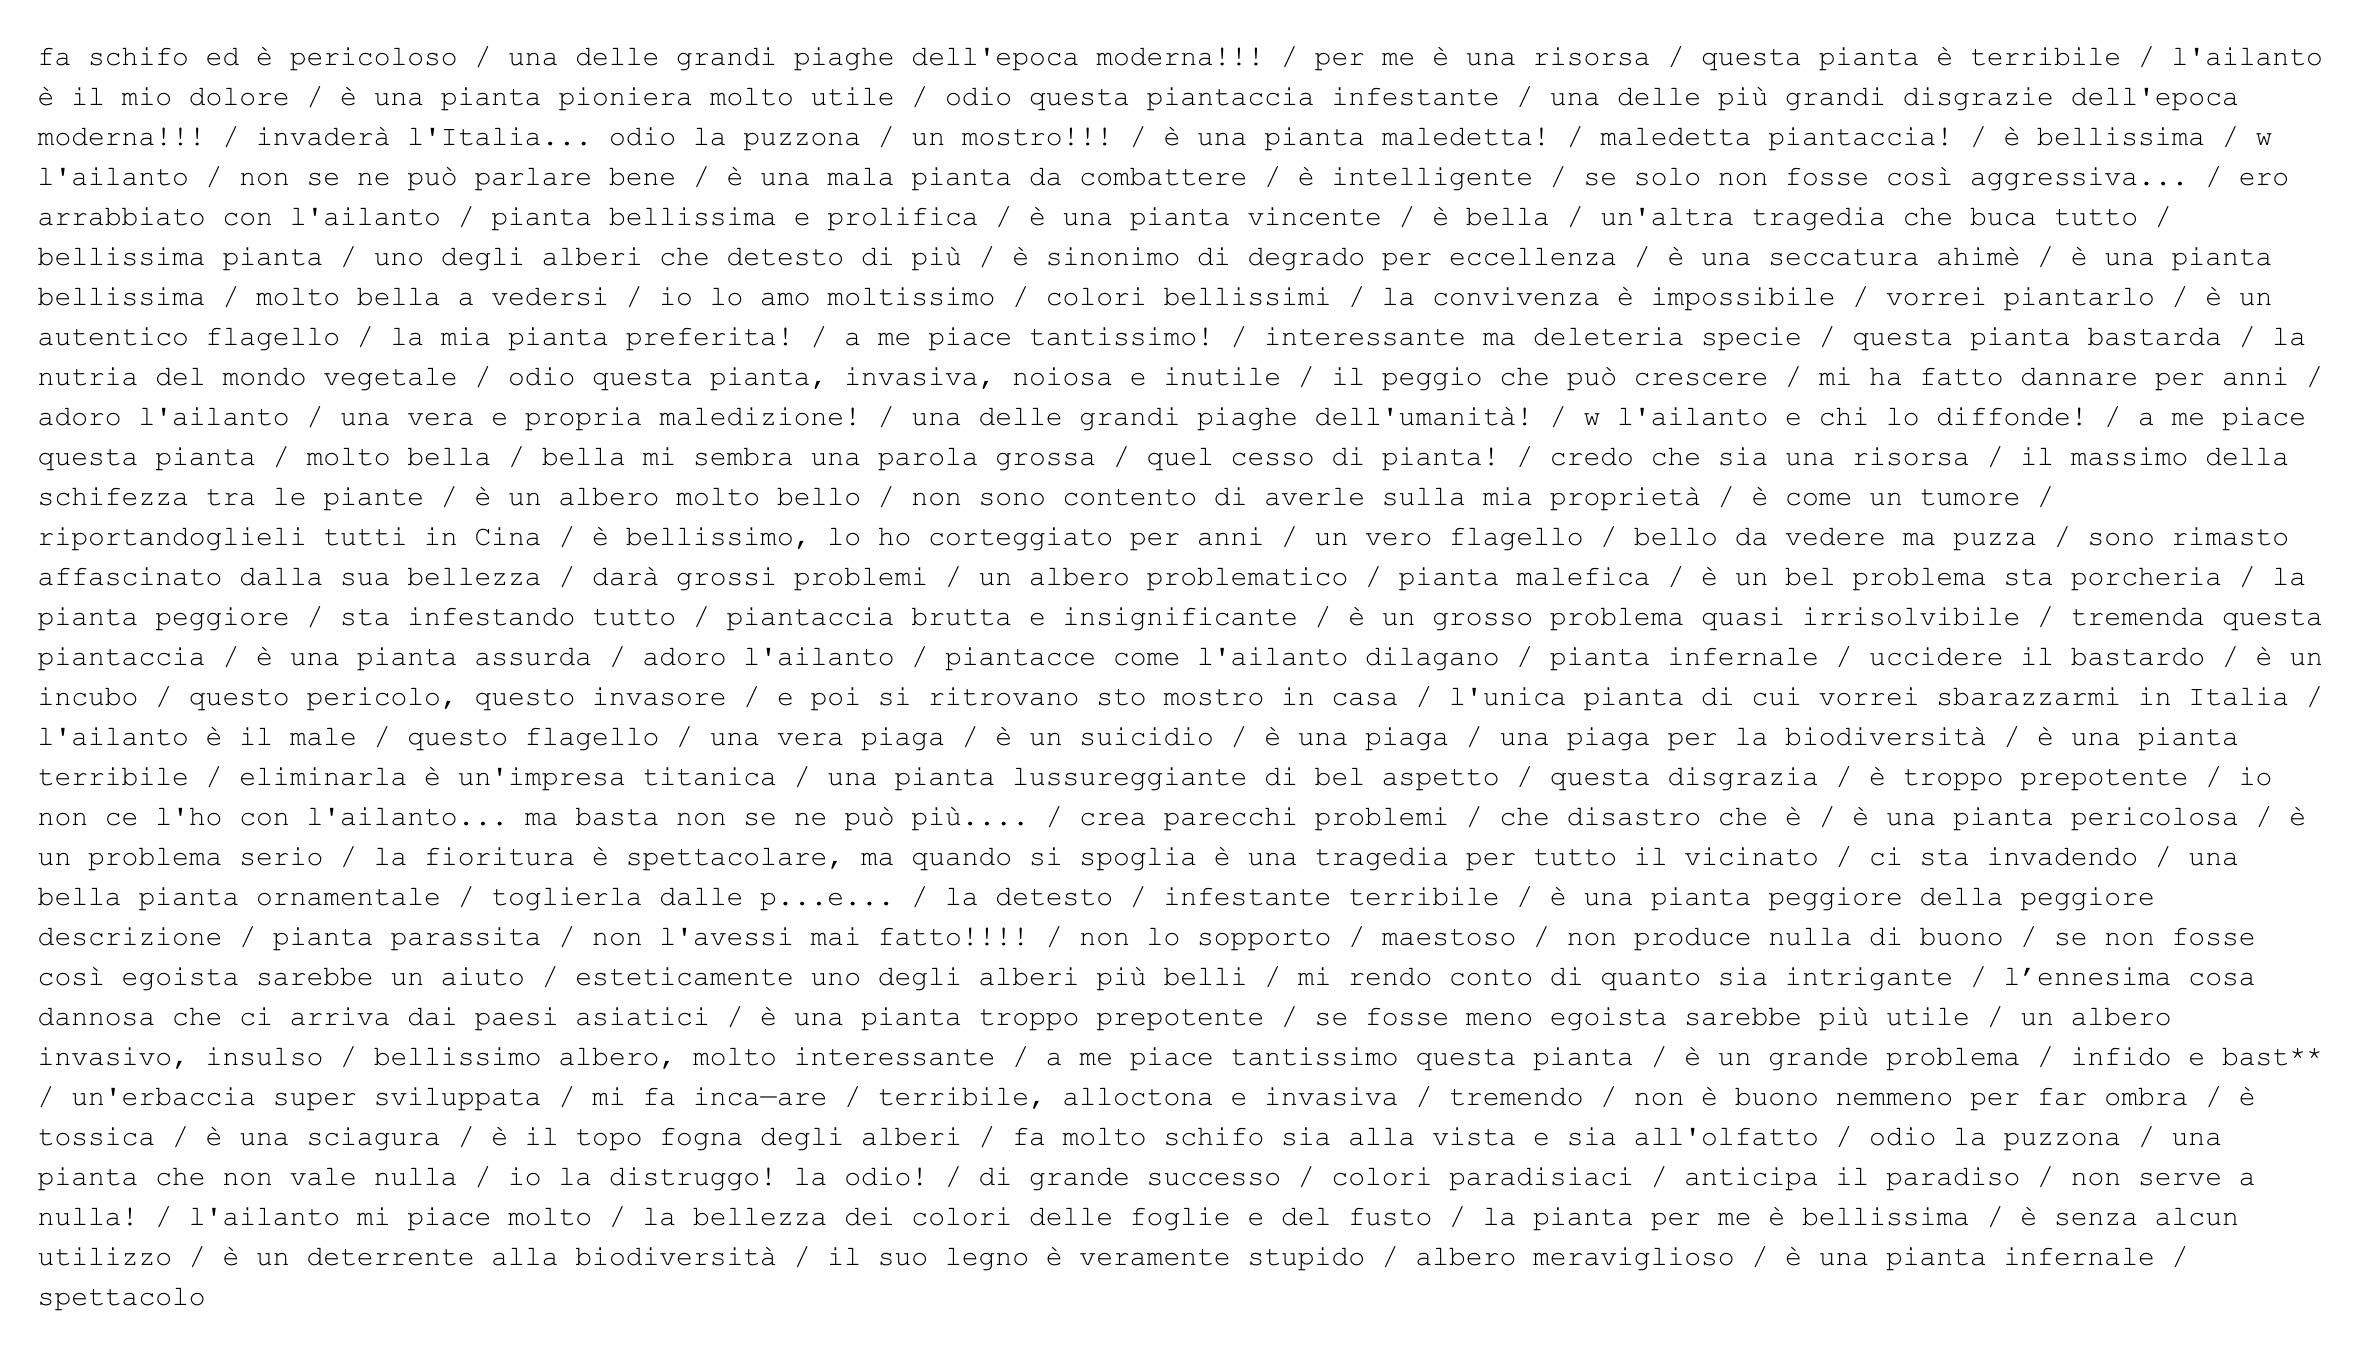 fa schifo ed è pericoloso / una delle grandi piaghe dell'epoca moderna!!! / per me è una risorsa / questa pianta è terribile / l'ailanto
è il mio dolore / è una pianta pioniera molto utile / odio questa piantaccia infestante / una delle più grandi disgrazie dell'epoca
moderna!!! / invaderà l'Italia... odio la puzzona / un mostro!!! / è una pianta maledetta! / maledetta piantaccia! / è bellissima / w
l'ailanto / non se ne può parlare bene / è una mala pianta da combattere / è intelligente / se solo non fosse così aggressiva... / ero
arrabbiato con l'ailanto / pianta bellissima e prolifica / è una pianta vincente / è bella / un'altra tragedia che buca tutto /
bellissima pianta / uno degli alberi che detesto di più / è sinonimo di degrado per eccellenza / è una seccatura ahimè / è una pianta
bellissima / molto bella a vedersi / io lo amo moltissimo / colori bellissimi / la convivenza è impossibile / vorrei piantarlo / è un
autentico flagello / la mia pianta preferita! / a me piace tantissimo! / interessante ma deleteria specie / questa pianta bastarda / la
nutria del mondo vegetale / odio questa pianta, invasiva, noiosa e inutile / il peggio che può crescere / mi ha fatto dannare per anni /
adoro l'ailanto / una vera e propria maledizione! / una delle grandi piaghe dell'umanità! / w l'ailanto e chi lo diffonde! / a me piace
questa pianta / molto bella / bella mi sembra una parola grossa / quel cesso di pianta! / credo che sia una risorsa / il massimo della
schifezza tra le piante / è un albero molto bello / non sono contento di averle sulla mia proprietà / è come un tumore /
riportandoglieli tutti in Cina / è bellissimo, lo ho corteggiato per anni / un vero flagello / bello da vedere ma puzza / sono rimasto
affascinato dalla sua bellezza / darà grossi problemi / un albero problematico / pianta malefica / è un bel problema sta porcheria / la
pianta peggiore / sta infestando tutto / piantaccia brutta e insignificante / è un grosso problema quasi irrisolvibile / tremenda questa
piantaccia / è una pianta assurda / adoro l'ailanto / piantacce come l'ailanto dilagano / pianta infernale / uccidere il bastardo / è un
incubo / questo pericolo, questo invasore / e poi si ritrovano sto mostro in casa / l'unica pianta di cui vorrei sbarazzarmi in Italia /
l'ailanto è il male / questo flagello / una vera piaga / è un suicidio / è una piaga / una piaga per la biodiversità / è una pianta
terribile / eliminarla è un'impresa titanica / una pianta lussureggiante di bel aspetto / questa disgrazia / è troppo prepotente / io
non ce l'ho con l'ailanto... ma basta non se ne può più.... / crea parecchi problemi / che disastro che è / è una pianta pericolosa / è
un problema serio / la fioritura è spettacolare, ma quando si spoglia è una tragedia per tutto il vicinato / ci sta invadendo / una
bella pianta ornamentale / toglierla dalle p...e... / la detesto / infestante terribile / è una pianta peggiore della peggiore
descrizione / pianta parassita / non l'avessi mai fatto!!!! / non lo sopporto / maestoso / non produce nulla di buono / se non fosse
così egoista sarebbe un aiuto / esteticamente uno degli alberi più belli / mi rendo conto di quanto sia intrigante / l’ennesima cosa
dannosa che ci arriva dai paesi asiatici / è una pianta troppo prepotente / se fosse meno egoista sarebbe più utile / un albero
invasivo, insulso / bellissimo albero, molto interessante / a me piace tantissimo questa pianta / è un grande problema / infido e bast**
/ un'erbaccia super sviluppata / mi fa inca—are / terribile, alloctona e invasiva / tremendo / non è buono nemmeno per far ombra / è
tossica / è una sciagura / è il topo fogna degli alberi / fa molto schifo sia alla vista e sia all'olfatto / odio la puzzona / una
pianta che non vale nulla / io la distruggo! la odio! / di grande successo / colori paradisiaci / anticipa il paradiso / non serve a
nulla! / l'ailanto mi piace molto / la bellezza dei colori delle foglie e del fusto / la pianta per me è bellissima / è senza alcun
utilizzo / è un deterrente alla biodiversità / il suo legno è veramente stupido / albero meraviglioso / è una pianta infernale /
spettacolo